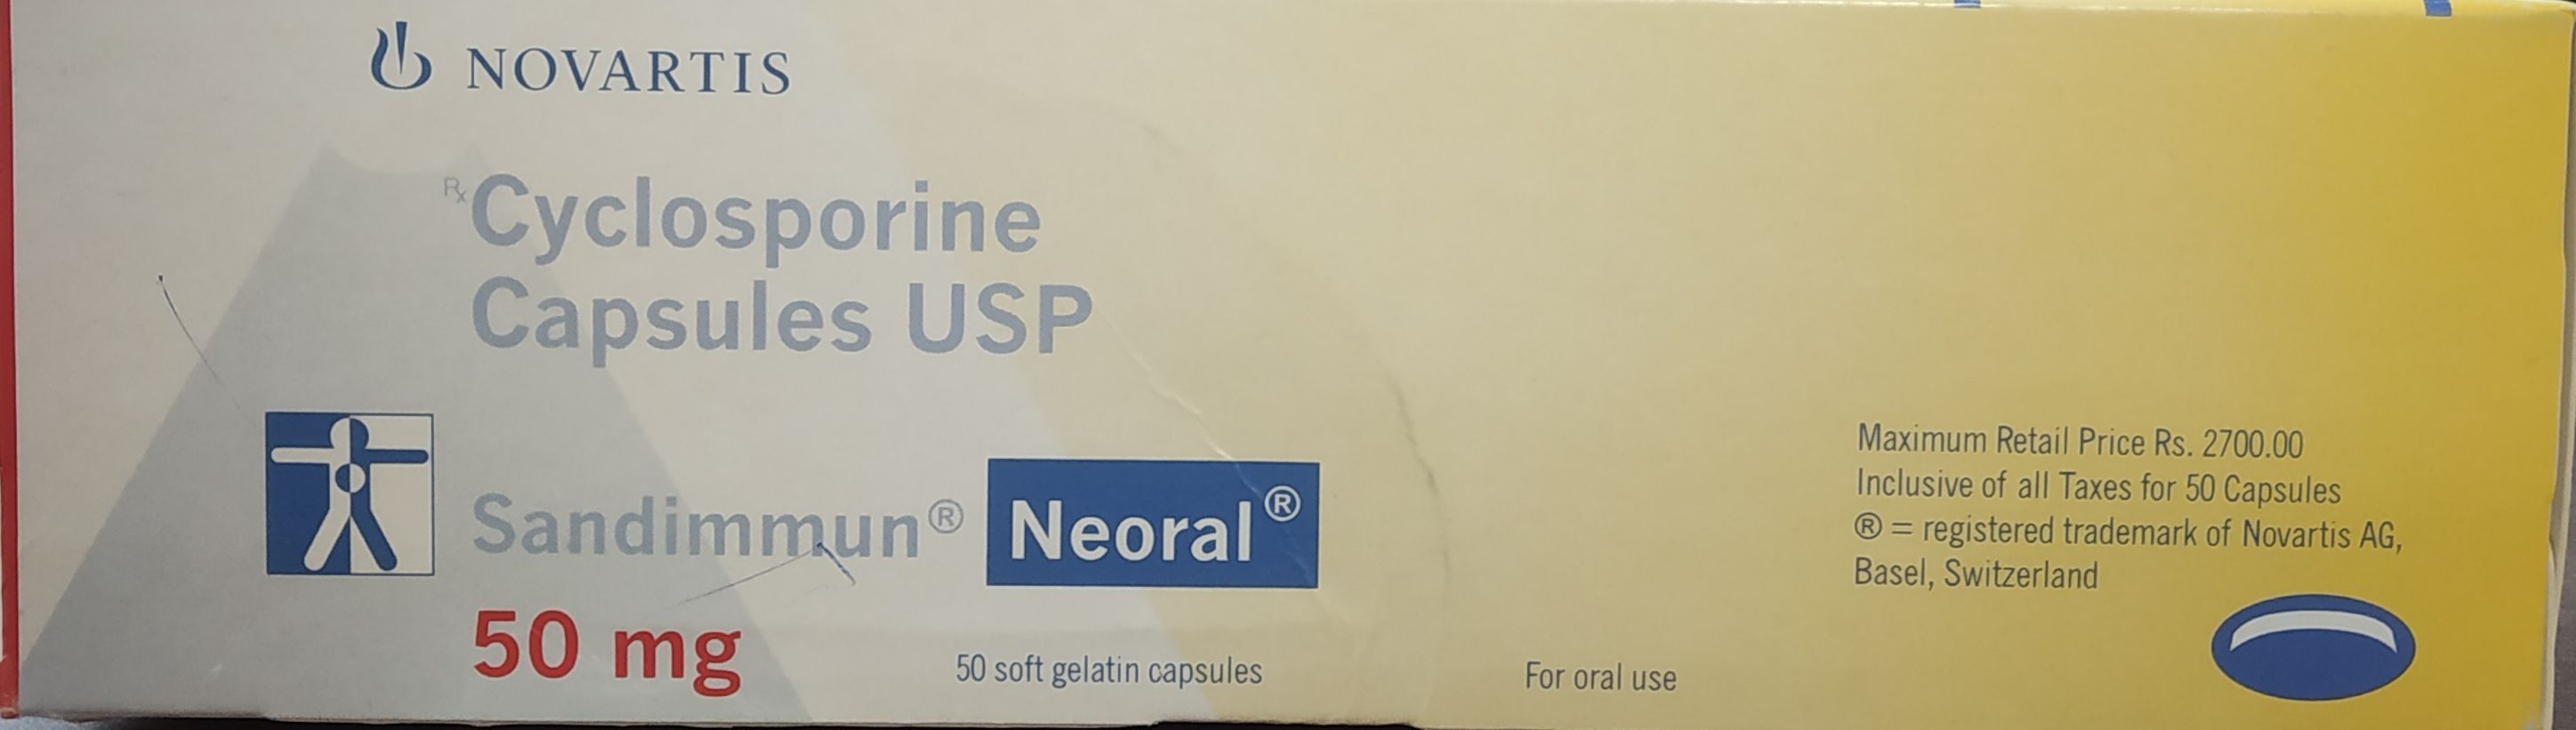 NOVARTIS
Rx Cyclosporine
Capsules USP
Sandimmun® Neoral®
50 mg
50 soft gelatin capsules
For oral use
Maximum Retail Price Rs. 2700.00
Inclusive of all Taxes for 50 Capsules
® = registered trademark of Novartis AG,
Basel, Switzerland